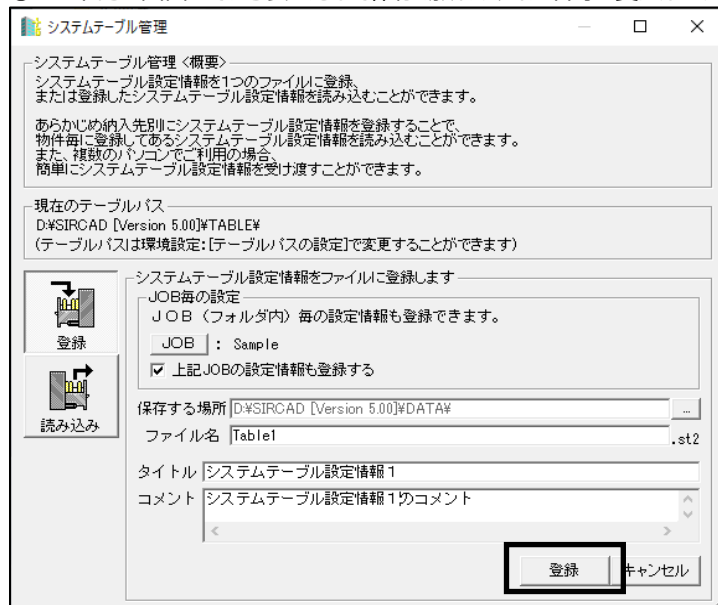 システムテーブル管理
システムテーブル管理〈概要〉
システムテーブル設定情報を1つのファイルに登録、
または登録したシステムテーブル設定情報を読み込むことができます。
あらかじめ納入先別にシステムテーブル設定情報を登録することで、
物件毎に登録してあるシステムテーブル設定情報を読み込むことができます。
また、複数のパソコンでご利用の場合、
簡単にシステムテーブル設定情報を受け渡すことができます。
現在のテーブルパス
D:¥SIRCAD [Version 5.00]¥TABLE¥
(テーブルパスは環境設定:[テーブルパスの設定]で変更することができます)
登録
読み込み
システムテーブル設定情報をファイルに登録します
JOB毎の設定
JOB（フォルダ内）毎の設定情報も登録できます。
JOB : Sample
上記JOBの設定情報も登録する
保存する場所 D:¥SIRCAD [Version 5.00]¥DATA¥ ...
ファイル名 Table1 .st2
タイトル システムテーブル設定情報1
コメント システムテーブル設定情報1のコメント
登録 キャンセル